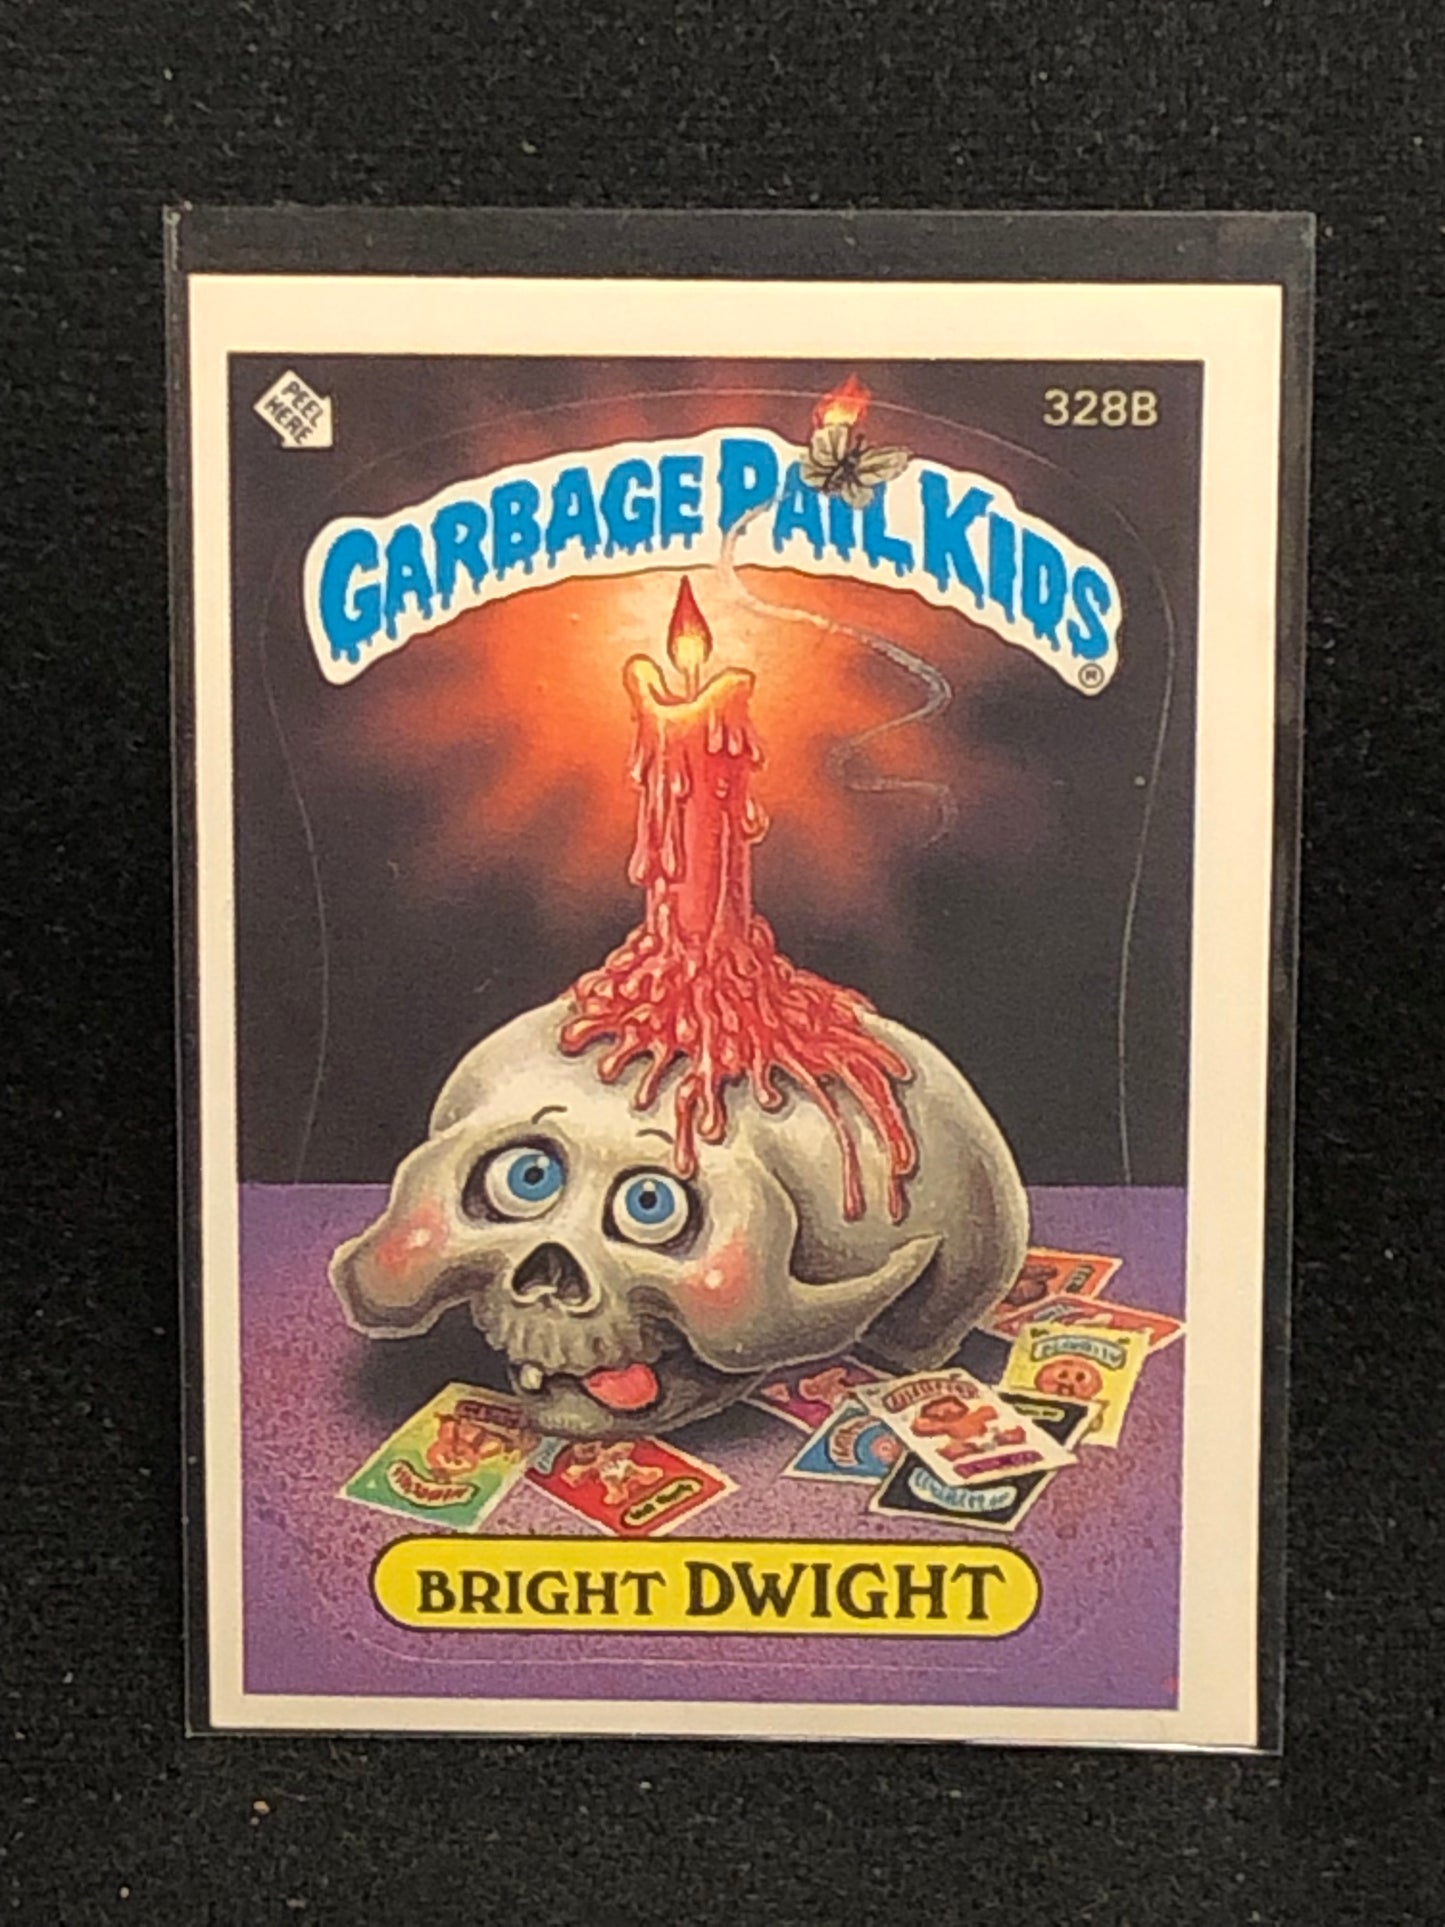 PEEL
HERE
328B
GARBAGE PAIL KIDS
®
BRIGHT DWIGHT